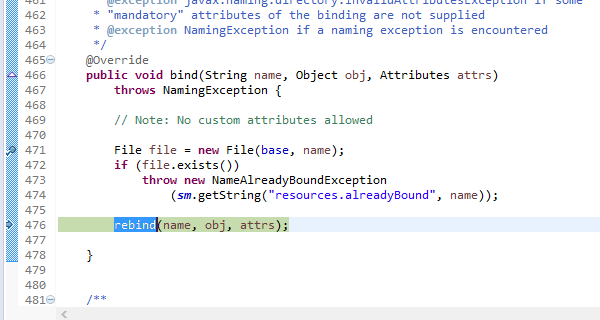 461 * @exception javax.naming.directory.InvalidAttributesException if some
462 * "mandatory" attributes of the binding are not supplied
463 * @exception NamingException if a naming exception is encountered
464 */
465 @Override
466 public void bind(String name, Object obj, Attributes attrs)
467 throws NamingException {
468
469 // Note: No custom attributes allowed
470
471 File file = new File(base, name);
472 if (file.exists())
473 throw new NameAlreadyBoundException
474 (sm.getString("resources.alreadyBound", name));
475
476 rebind(name, obj, attrs);
477
478 }
479
480
481 /**